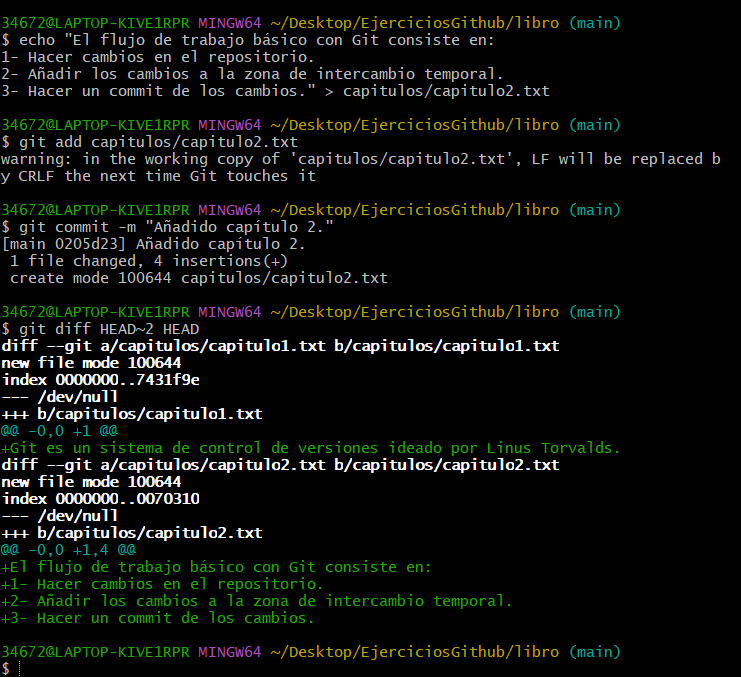 34672@LAPTOP-KIVE1RPR MINGW64 ~/Desktop/EjerciciosGithub/libro (main)
$ echo "El flujo de trabajo básico con Git consiste en:
1- Hacer cambios en el repositorio.
2- Añadir los cambios a la zona de intercambio temporal.
3- Hacer un commit de los cambios." > capitulos/capitulo2.txt
34672@LAPTOP-KIVE1RPR MINGW64 ~/Desktop/EjerciciosGithub/libro (main)
$ git add capitulos/capitulo2.txt
warning: in the working copy of 'capitulos/capitulo2.txt', LF will be replaced b
y CRLF the next time Git touches it
34672@LAPTOP-KIVE1RPR MINGW64 ~/Desktop/EjerciciosGithub/libro (main)
$ git commit -m "Añadido capítulo 2."
[main 0205d23] Añadido capítulo 2.
1 file changed, 4 insertions(+)
create mode 100644 capitulos/capitulo2.txt
34672@LAPTOP-KIVE1RPR MINGW64 ~/Desktop/EjerciciosGithub/libro (main)
$ git diff HEAD~2 HEAD
diff --git a/capitulos/capitulo1.txt b/capitulos/capitulo1.txt
new file mode 100644
index 0000000..7431f9e
--- /dev/null
+++ b/capitulos/capitulo1.txt
@@ -0,0 +1 @@
+Git es un sistema de control de versiones ideado por Linus Torvalds.
diff --git a/capitulos/capitulo2.txt b/capitulos/capitulo2.txt
new file mode 100644
index 0000000..0070310
--- /dev/null
+++ b/capitulos/capitulo2.txt
@@ -0,0 +1,4 @@
+El flujo de trabajo básico con Git consiste en:
+1- Hacer cambios en el repositorio.
+2- Añadir los cambios a la zona de intercambio temporal.
+3- Hacer un commit de los cambios.
34672@LAPTOP-KIVE1RPR MINGW64 ~/Desktop/EjerciciosGithub/libro (main)
$